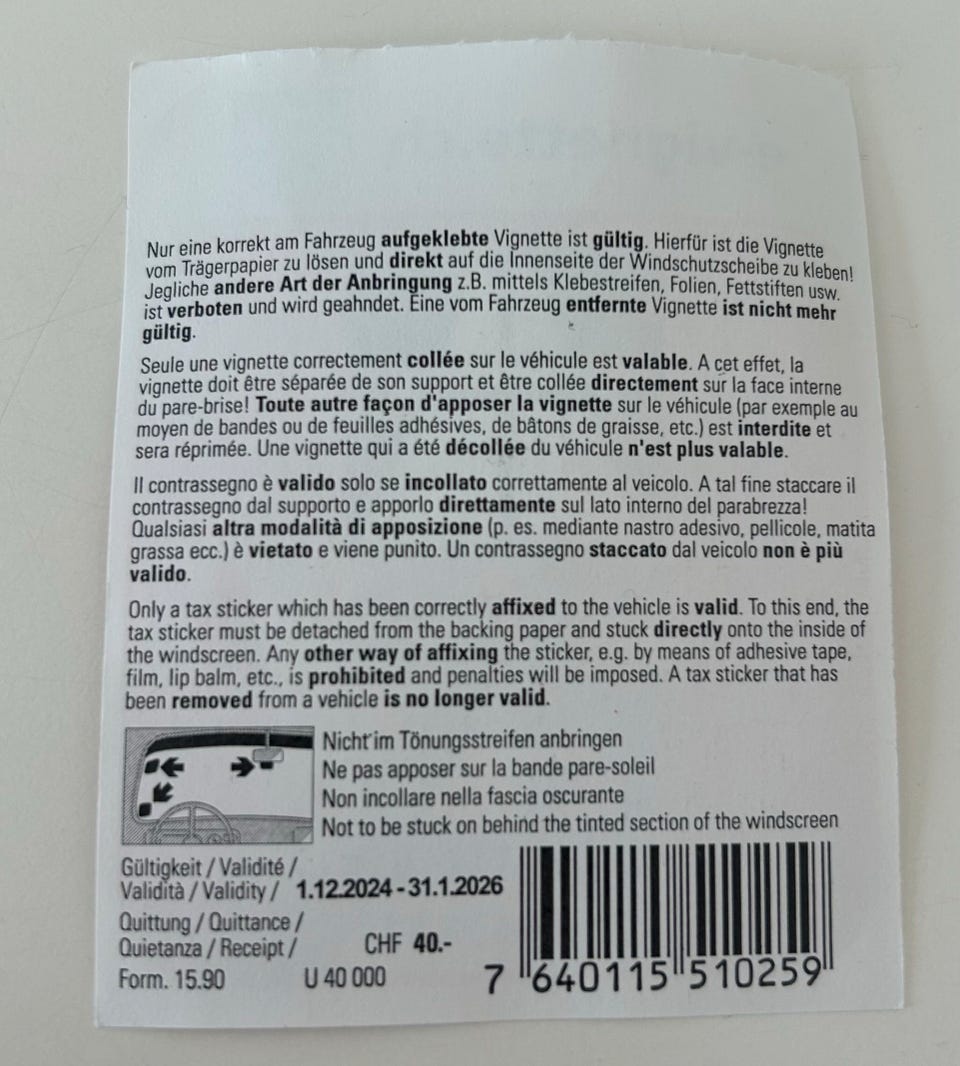 Nur eine korrekt am Fahrzeug aufgeklebte Vignette ist gültig. Hierfür ist die Vignette
vom Trägerpapier zu lösen und direkt auf die Innenseite der Windschutzscheibe zu kleben!
Jegliche andere Art der Anbringung z.B. mittels Klebestreifen, Folien, Fettstiften usw.
ist verboten und wird geahndet. Eine vom Fahrzeug entfernte Vignette ist nicht mehr
gültig.
Seule une vignette correctement collée sur le véhicule est valable. A cet effet, la
vignette doit être séparée de son support et être collée directement sur la face interne
du pare-brise! Toute autre façon d'apposer la vignette sur le véhicule (par exemple au
moyen de bandes ou de feuilles adhésives, de bâtons de graisse, etc.) est interdite et
sera réprimée. Une vignette qui a été décollée du véhicule n'est plus valable.
Il contrassegno è valido solo se incollato correttamente al veicolo. A tal fine staccare il
contrassegno dal supporto e apporlo direttamente sul lato interno del parabrezza!
Qualsiasi altra modalità di apposizione (p. es. mediante nastro adesivo, pellicole, matita
grassa ecc.) è vietato e viene punito. Un contrassegno staccato dal veicolo non è più
valido.
Only a tax sticker which has been correctly affixed to the vehicle is valid. To this end, the
tax sticker must be detached from the backing paper and stuck directly onto the inside of
the windscreen. Any other way of affixing the sticker, e.g. by means of adhesive tape,
film, lip balm, etc., is prohibited and penalties will be imposed. A tax sticker that has
been removed from a vehicle is no longer valid.
Nicht im Tönungsstreifen anbringen
Ne pas apposer sur la bande pare-soleil
Non incollare nella fascia oscurante
Not to be stuck on behind the tinted section of the windscreen
Gültigkeit / Validité /
Validità / Validity / 1.12.2024 - 31.1.2026
Quittung / Quittance /
Quietanza / Receipt / CHF 40.-
Form. 15.90 U 40 000
7 640115 510259